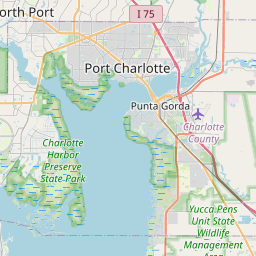 orth Port
I 75
Port Charlotte
Punta Gorda
Charlotte
County
Charlotte
Harbor
Preserve
State Park
Yucca Pens
Unit State
Wildlife
Management
Area